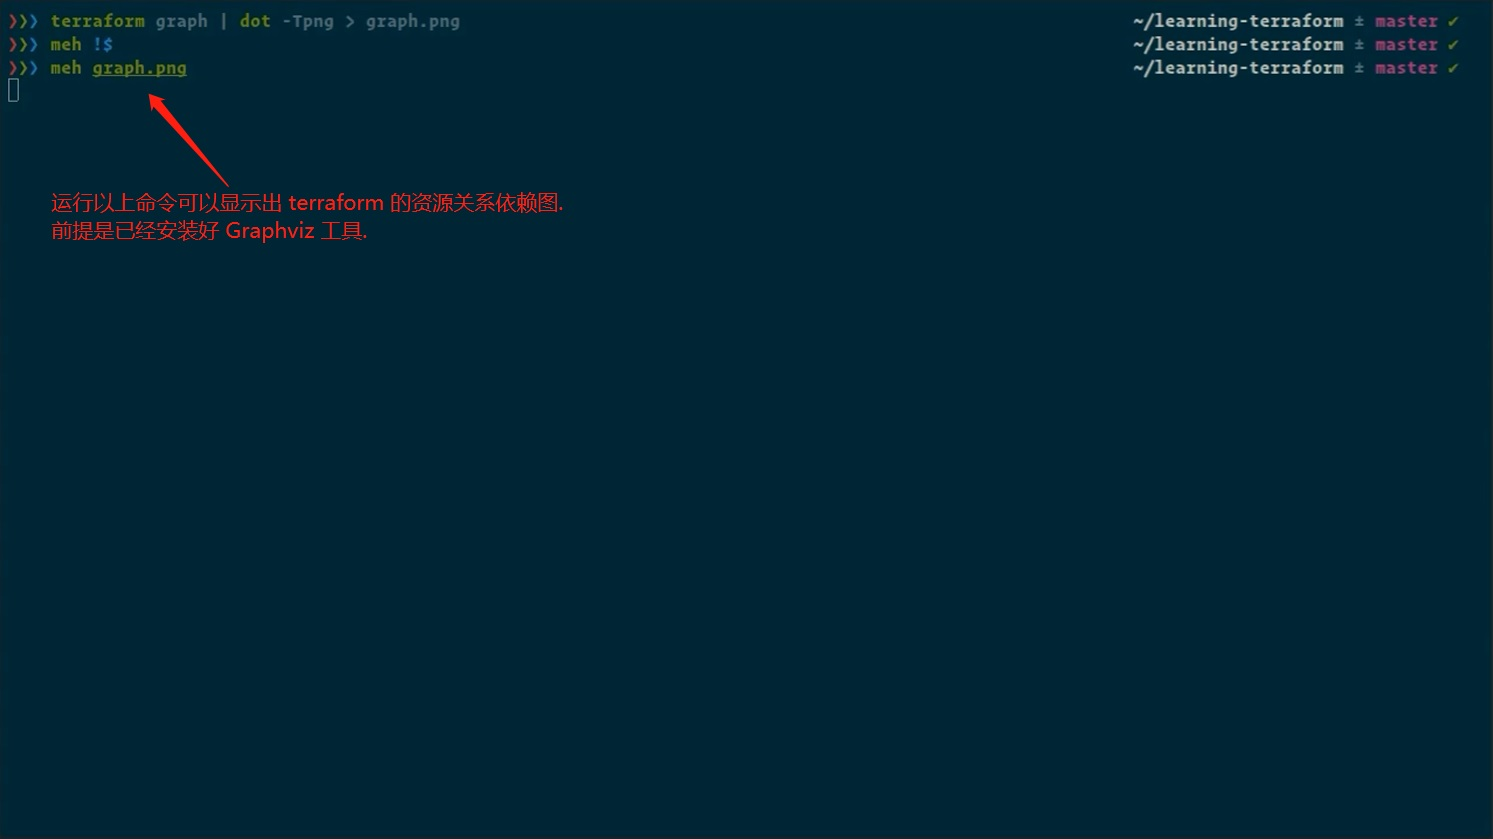 ❯❯❯ terraform graph | dot -Tpng > graph.png ~/learning-terraform ± master ✔
❯❯❯ meh !$ ~/learning-terraform ± master ✔
❯❯❯ meh graph.png ~/learning-terraform ± master ✔
运行以上命令可以显示出 terraform 的资源关系依赖图.
前提是已经安装好 Graphviz 工具.